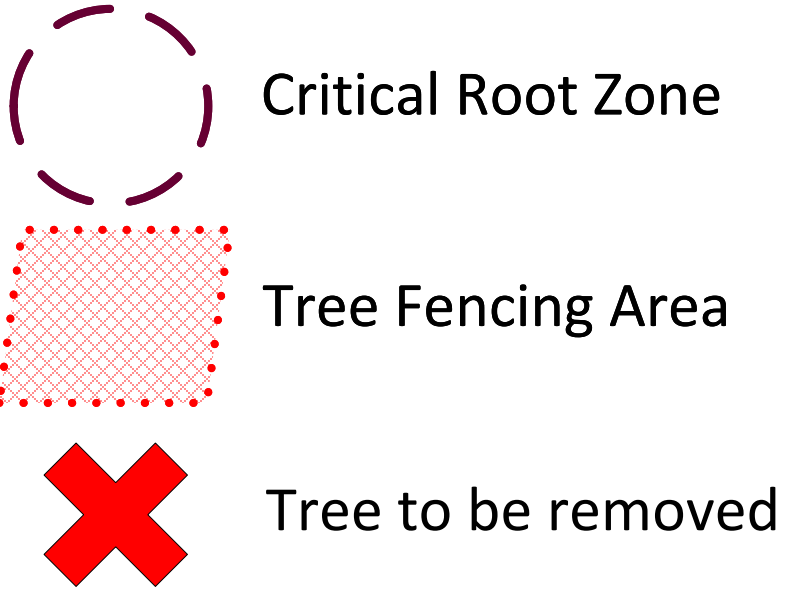 Critical Root Zone
Tree Fencing Area
Tree to be removed